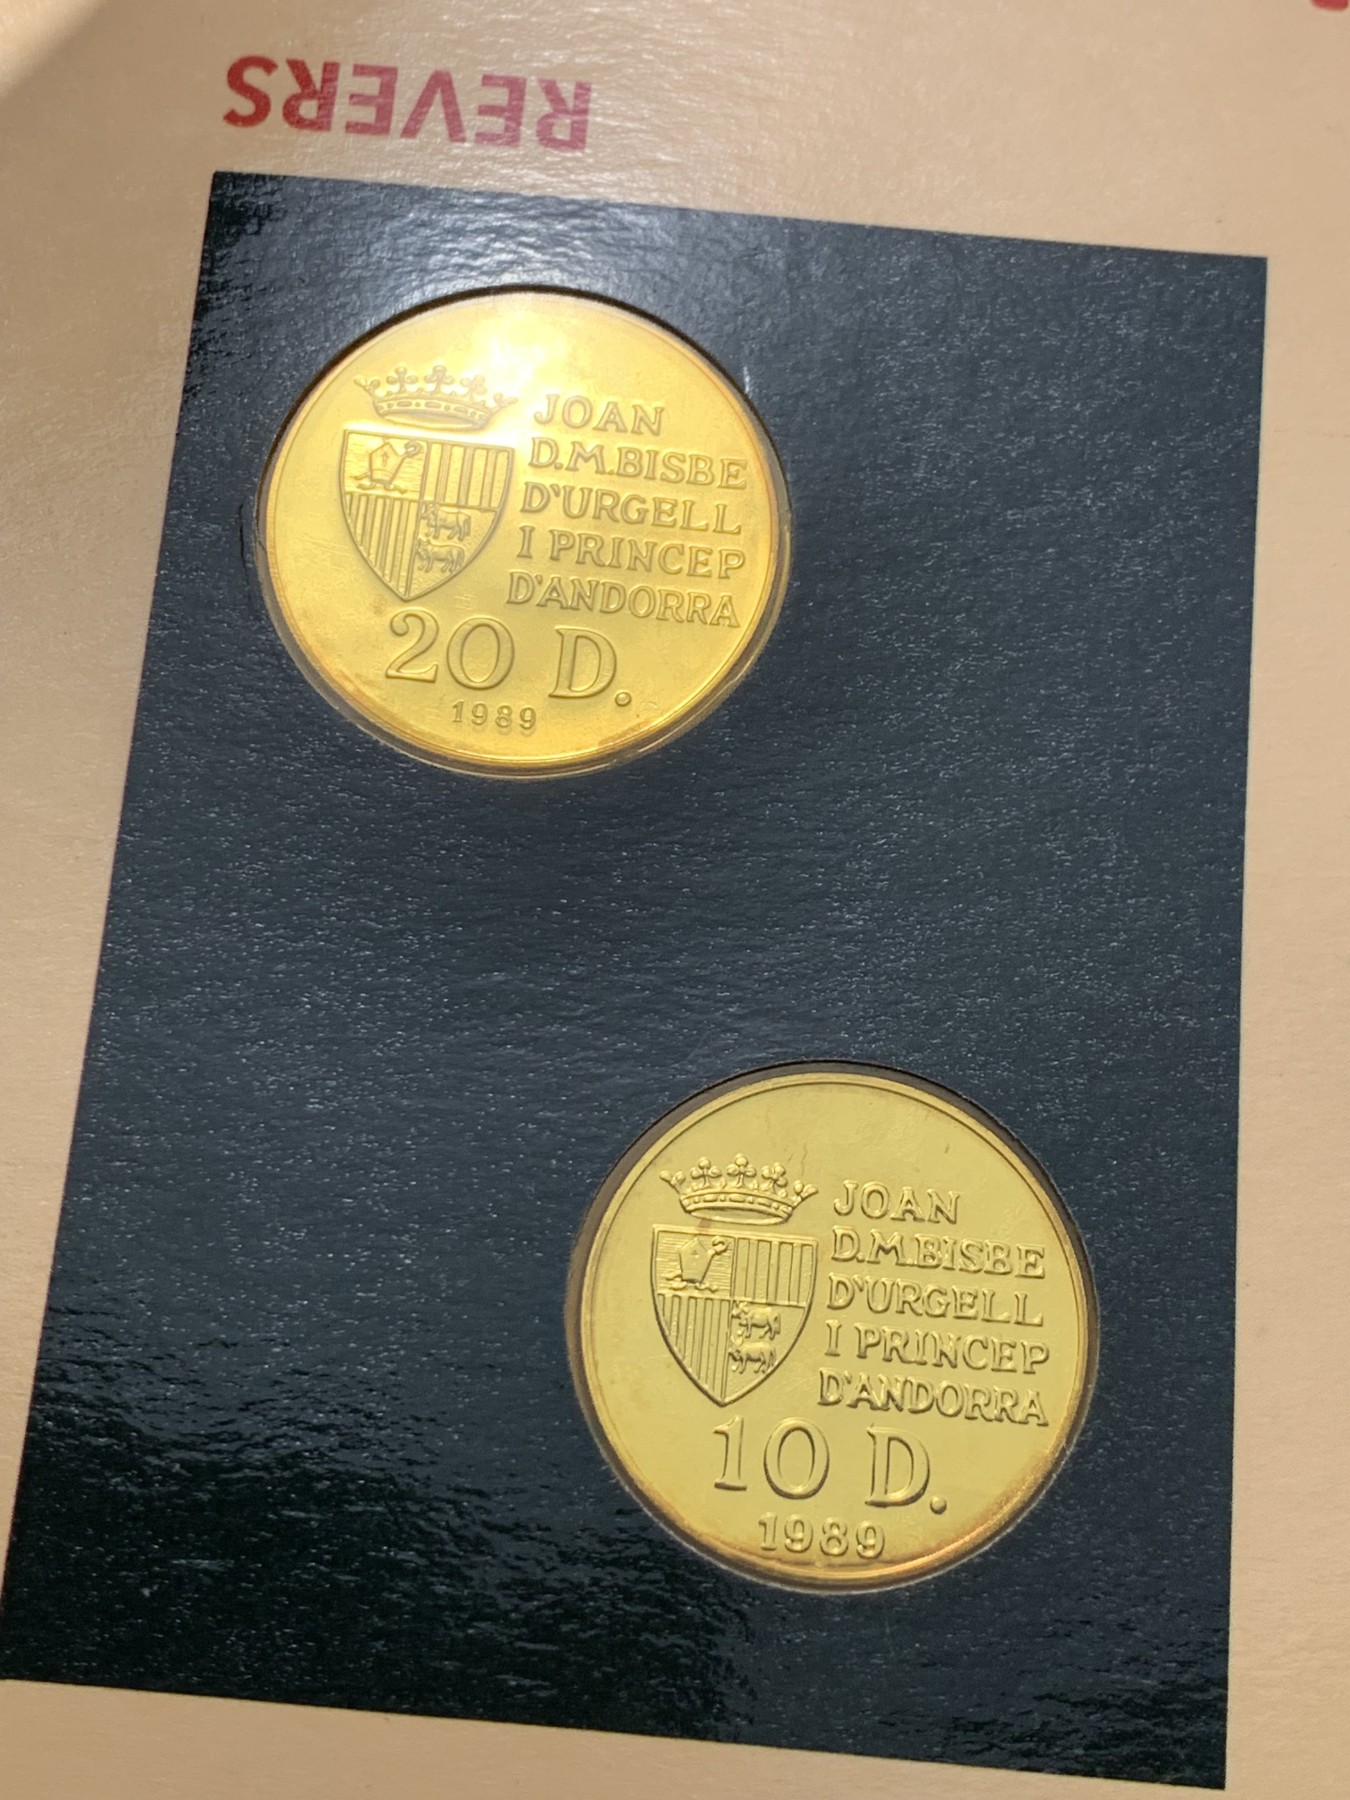 REVERS
JOAN
D.M.BISBE
D'URGELL
I PRINCEP
D'ANDORRA
20 D.
1989
JOAN
D.M.BISBE
D'URGELL
I PRINCEP
D'ANDORRA
10 D.
1989